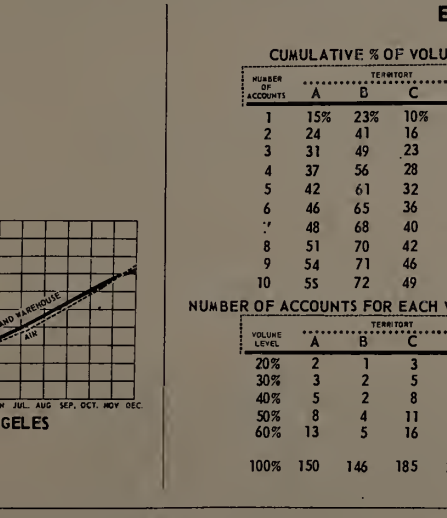 E
CUMULATIVE % OF VOLU
NUMBER OF ACCOUNTS TERRITORY
A B C
1 15% 23% 10%
2 24 41 16
3 31 49 23
4 37 56 28
5 42 61 32
6 46 65 36
7 48 68 40
8 51 70 42
9 54 71 46
10 55 72 49
NUMBER OF ACCOUNTS FOR EACH V
VOLUME LEVEL TERRITORY
A B C
20% 2 1 3
30% 3 2 5
40% 5 2 8
50% 8 4 11
60% 13 5 16
100% 150 146 185
AND WAREHOUSE
AIR
JUL. AUG SEP. OCT. NOV DEC.
GELES